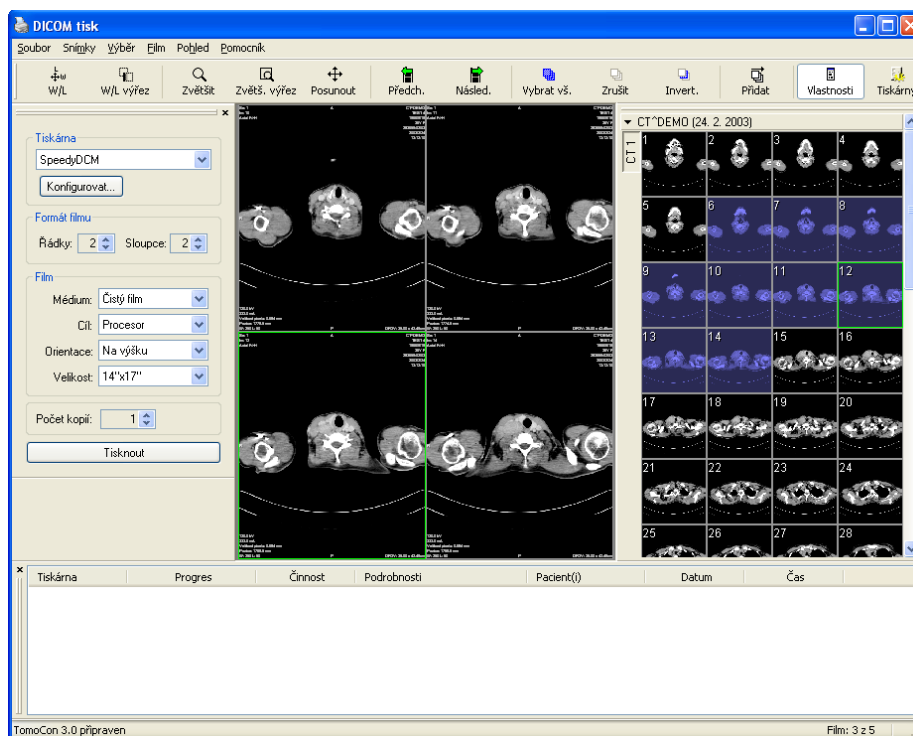 DICOM tisk
Soubor Snímky Výběr Film Pohled Pomocník
W/L W/L výřez Zvětšit Zvětš. výřez Posunout Předch. Násled. Vybrat vš. Zrušit Invert. Přidat Vlastnosti Tiskárny
Tiskárna
SpeedyDCM
Konfigurovat...
Formát filmu
Řádky: 2 Sloupce: 2
Film
Médium: Čistý film
Cíl: Procesor
Orientace: Na výšku
Velikost: 14"x17"
Počet kopií: 1
Tisknout
CT^DEMO (24. 2. 2003)
CT 1
1 2 3 4
5 6 7 8
9 10 11 12
13 14 15 16
17 18 19 20
21 22 23 24
25 26 27 28
Tiskárna Progres Činnost Podrobnosti Pacient(i) Datum Čas
TomoCon 3.0 připraven Film: 3 z 5